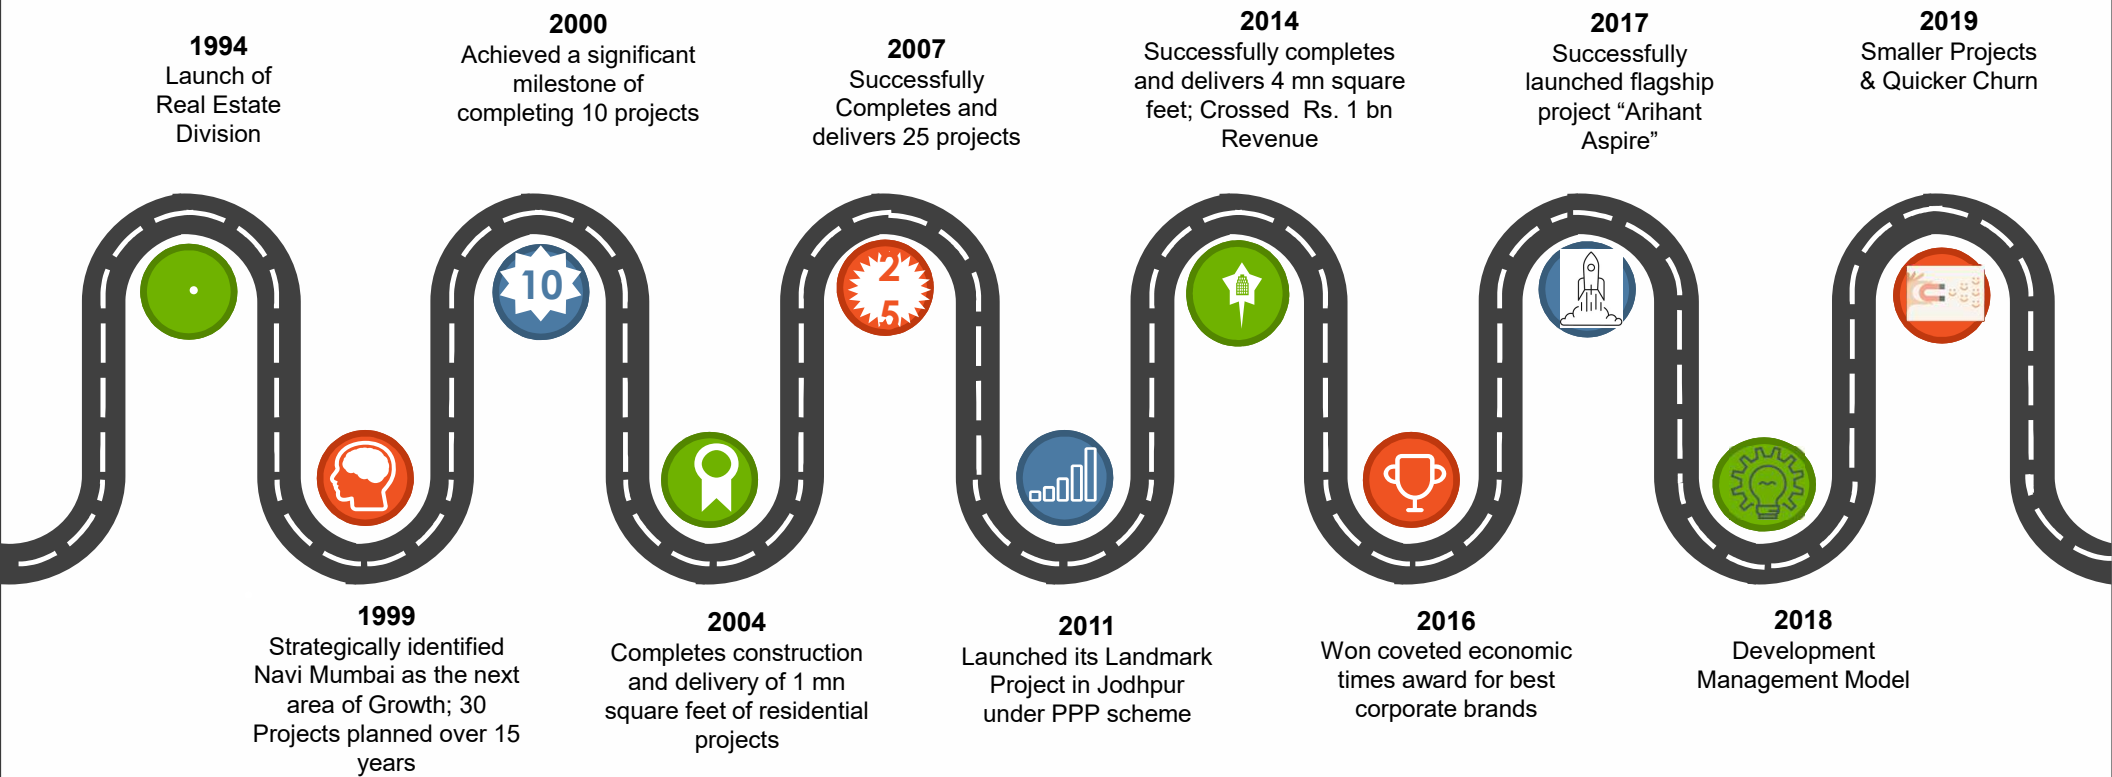 1994
Launch of
Real Estate
Division
2000
Achieved a significant
milestone of
completing 10 projects
2007
Successfully
Completes and
delivers 25 projects
2014
Successfully completes
and delivers 4 mn square
feet; Crossed  Rs. 1 bn
Revenue
2017
Successfully
launched flagship
project “Arihant
Aspire”
2019
Smaller Projects
& Quicker Churn
10
2
5
1999
Strategically identified
Navi Mumbai as the next
area of Growth; 30
Projects planned over 15
years
2004
Completes construction
and delivery of 1 mn
square feet of residential
projects
2011
Launched its Landmark
Project in Jodhpur
under PPP scheme
2016
Won coveted economic
times award for best
corporate brands
2018
Development
Management Model